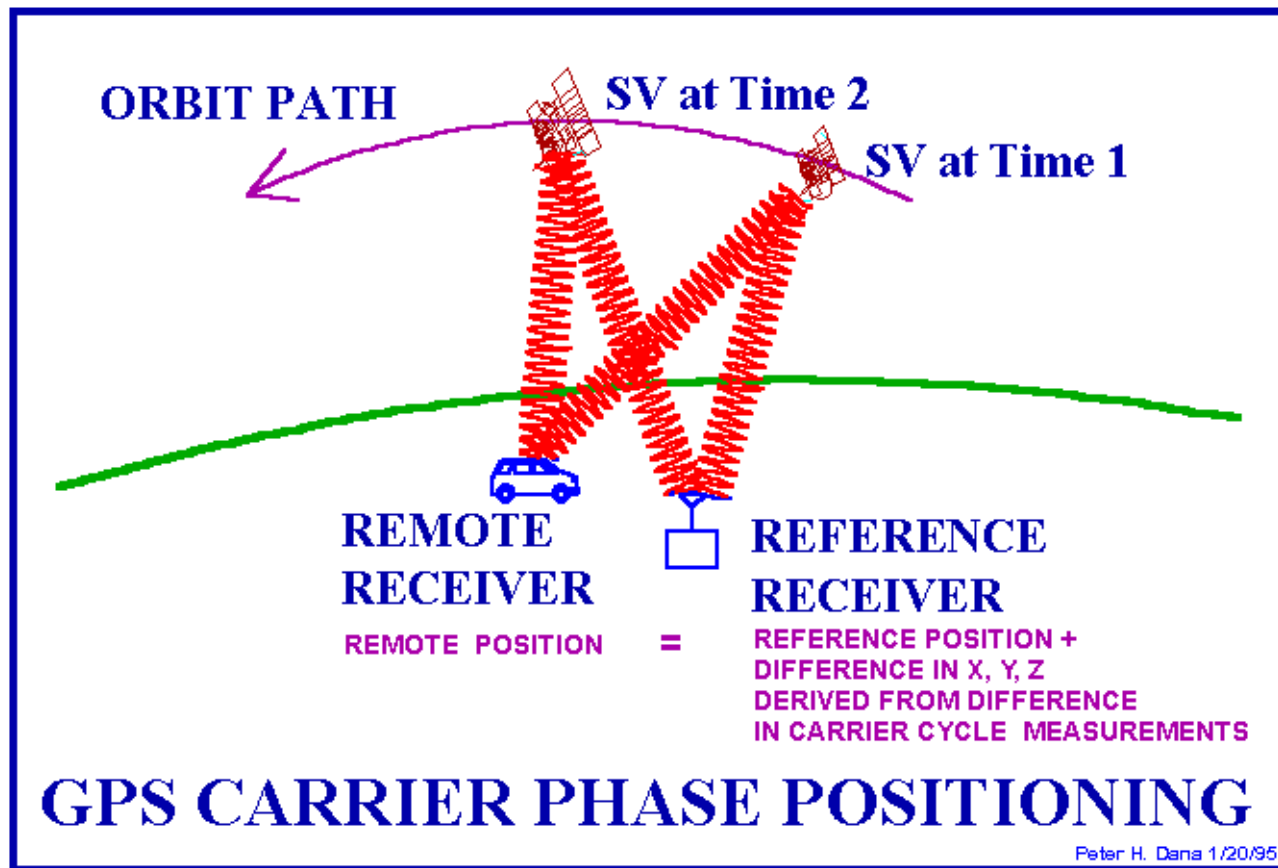 ORBIT PATH
SV at Time 2
SV at Time 1
REMOTE
RECEIVER
REFERENCE
RECEIVER
REMOTE POSITION =
REFERENCE POSITION +
DIFFERENCE IN X, Y, Z
DERIVED FROM DIFFERENCE
IN CARRIER CYCLE MEASUREMENTS
GPS CARRIER PHASE POSITIONING
Peter H. Dana 1/20/95